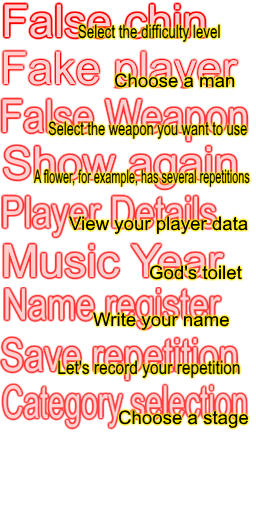 False chin
Select the difficulty level
Fake player
Choose a man
False Weapon
Select the weapon you want to use
Show again
A flower, for example, has several repetitions
Player Details
View your player data
Music Year
God's toilet
Name register
Write your name
Save repetition
Let's record your repetition
Category selection
Choose a stage